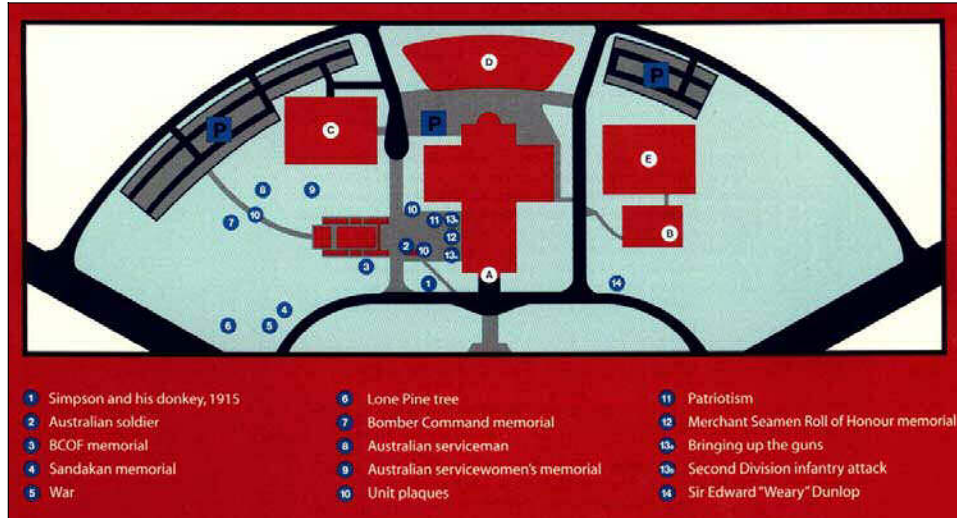 D
P
P
C
P
E
8
9
10
7
10
11
13a
B
12
2
10
13b
3
A
1
14
4
6
5
1 Simpson and his donkey, 1915
2 Australian soldier
3 BCOF memorial
4 Sandakan memorial
5 War
6 Lone Pine tree
7 Bomber Command memorial
8 Australian serviceman
9 Australian servicewomen's memorial
10 Unit plaques
11 Patriotism
12 Merchant Seamen Roll of Honour memorial
13a Bringing up the guns
13b Second Division infantry attack
14 Sir Edward "Weary" Dunlop